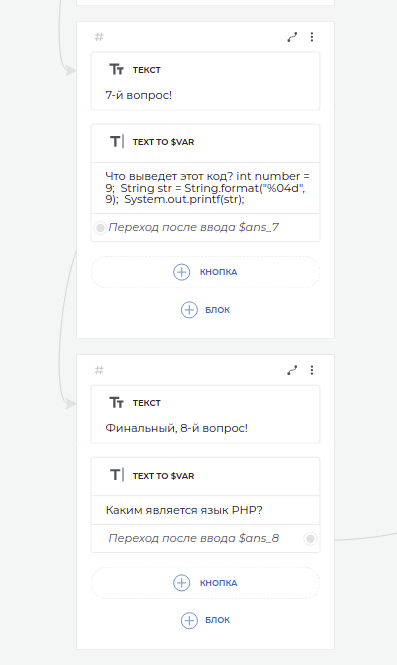 #
ТЕКСТ
7-й вопрос!
TEXT TO $VAR
Что выведет этот код? int number =
9;  String str = String.format("%04d",
9);  System.out.printf(str);
Переход после ввода $ans_7
КНОПКА
БЛОК
#
ТЕКСТ
Финальный, 8-й вопрос!
TEXT TO $VAR
Каким является язык PHP?
Переход после ввода $ans_8
КНОПКА
БЛОК